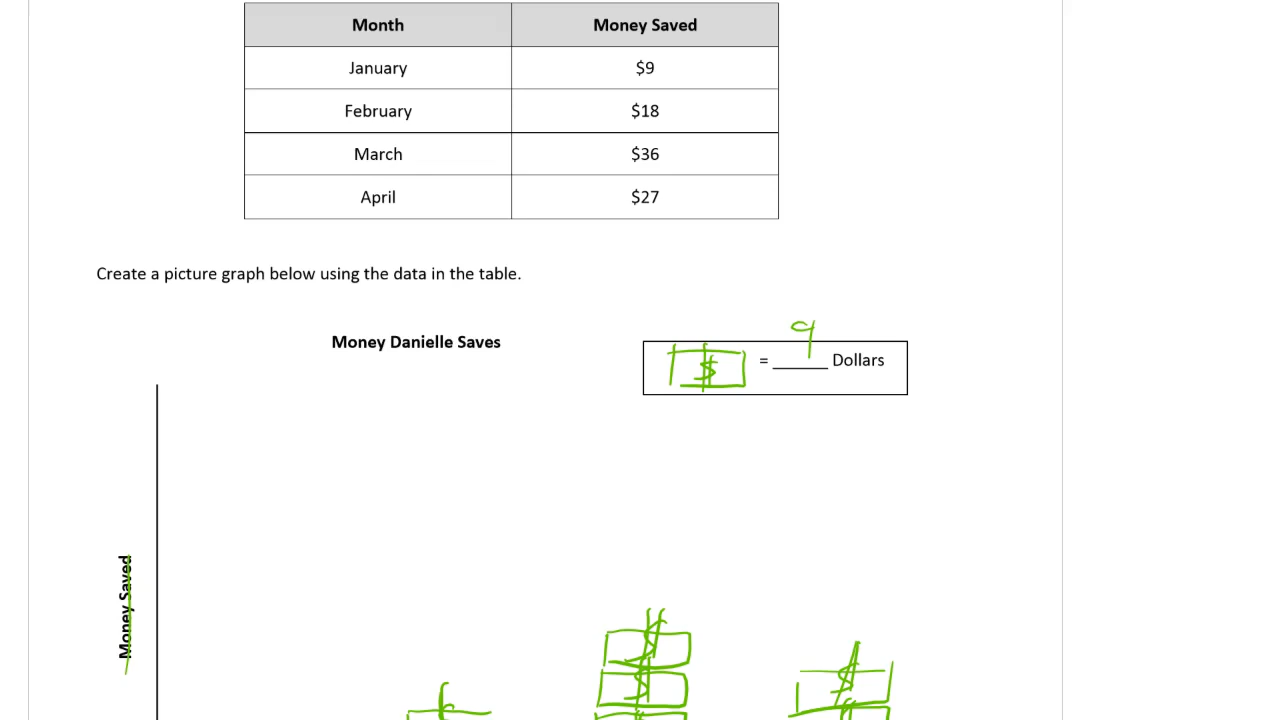 Month Money Saved
January $9
February $18
March $36
April $27
Create a picture graph below using the data in the table.
Money Danielle Saves
$ = 9 Dollars
Money Saved
$
$
$